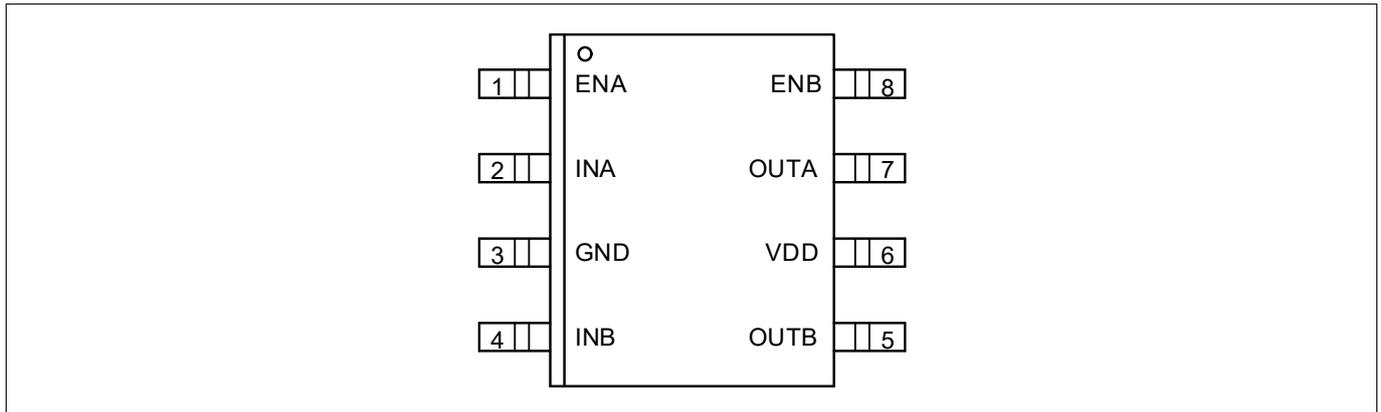 1 ENA ENB 8
2 INA OUTA 7
3 GND VDD 6
4 INB OUTB 5